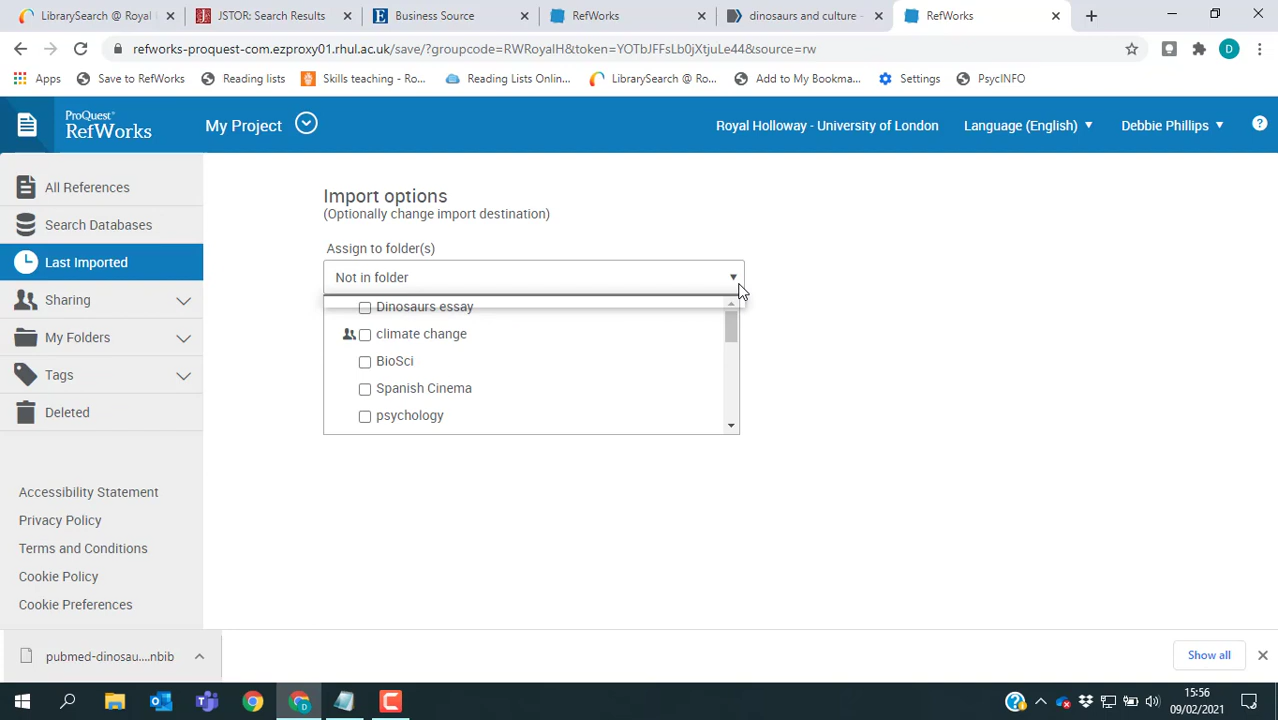 LibrarySearch @ Royal
JSTOR: Search Results
Business Source
RefWorks
dinosaurs and culture -
RefWorks
refworks-proquest-com.ezproxy01.rhul.ac.uk/save/?groupcode=RWRoyalH&token=YOTbJFFsLb0jXtjuLe44&source=rw
D
Apps
Save to RefWorks
Reading lists
Skills teaching - Ro...
Reading Lists Onlin...
LibrarySearch @ Ro...
Add to My Bookma...
Settings
PsycINFO
ProQuest®
RefWorks
My Project
Royal Holloway - University of London
Language (English)
Debbie Phillips
All References
Search Databases
Last Imported
Sharing
My Folders
Tags
Deleted
Accessibility Statement
Privacy Policy
Terms and Conditions
Cookie Policy
Cookie Preferences
Import options
(Optionally change import destination)
Assign to folder(s)
Not in folder
Dinosaurs essay
climate change
BioSci
Spanish Cinema
psychology
pubmed-dinosau....nbib
Show all
15:56
09/02/2021